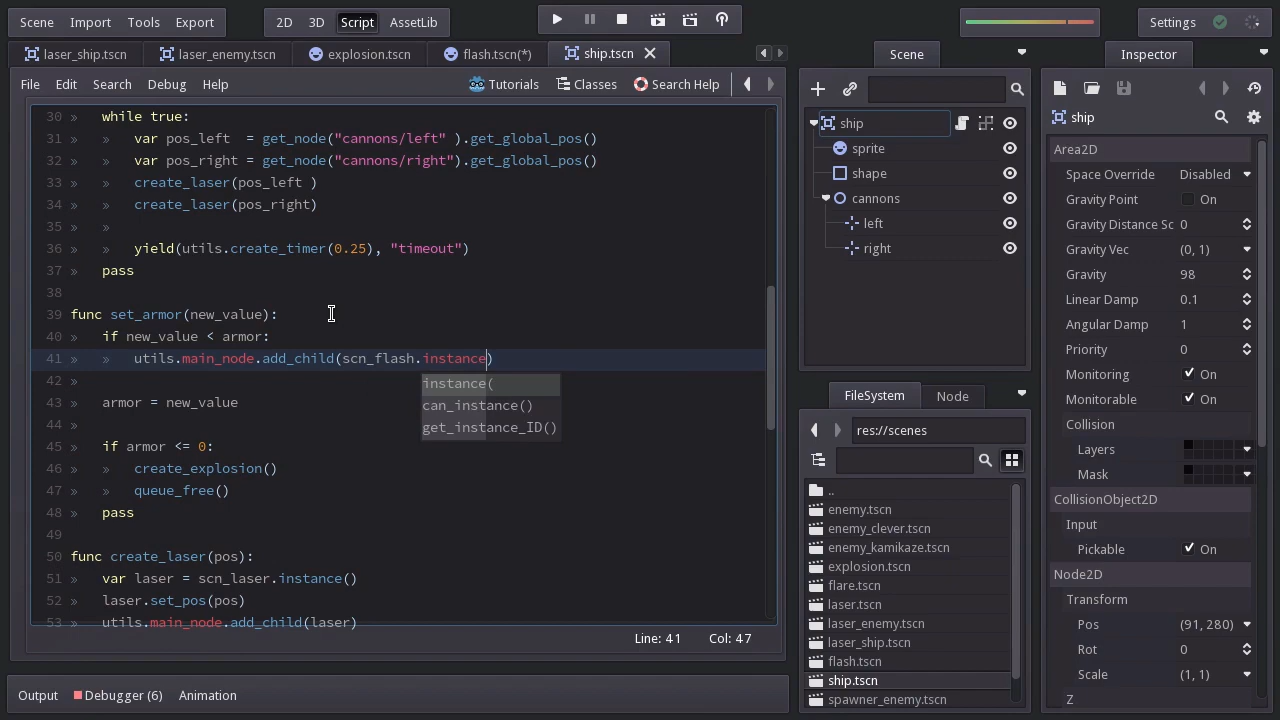 Scene Import Tools Export 2D 3D Script AssetLib Settings
laser_ship.tscn laser_enemy.tscn explosion.tscn flash.tscn(*) ship.tscn
File Edit Search Debug Help Tutorials Classes Search Help
30 » while true:
31 » » var pos_left  = get_node("cannons/left" ).get_global_pos()
32 » » var pos_right = get_node("cannons/right").get_global_pos()
33 » » create_laser(pos_left )
34 » » create_laser(pos_right)
35 » »
36 » » yield(utils.create_timer(0.25), "timeout")
37 » pass
38
39 func set_armor(new_value):
40 » if new_value < armor:
41 » » utils.main_node.add_child(scn_flash.instance)
42 »
instance(
43 » armor = new_value
can_instance()
44 »
get_instance_ID()
45 » if armor <= 0:
46 » » create_explosion()
47 » » queue_free()
48 » pass
49
50 func create_laser(pos):
51 » var laser = scn_laser.instance()
52 » laser.set_pos(pos)
53 » utils.main_node.add_child(laser)
Line: 41 Col: 47
Output Debugger (6) Animation
Scene
ship
sprite
shape
cannons
left
right
FileSystem Node
res://scenes
..
enemy.tscn
enemy_clever.tscn
enemy_kamikaze.tscn
explosion.tscn
flare.tscn
laser.tscn
laser_enemy.tscn
laser_ship.tscn
flash.tscn
ship.tscn
spawner_enemy.tscn
Inspector
ship
Area2D
Space Override Disabled
Gravity Point On
Gravity Distance Sc 0
Gravity Vec (0, 1)
Gravity 98
Linear Damp 0.1
Angular Damp 1
Priority 0
Monitoring On
Monitorable On
Collision
Layers
Mask
CollisionObject2D
Input
Pickable On
Node2D
Transform
Pos (91, 280)
Rot 0
Scale (1, 1)
Z